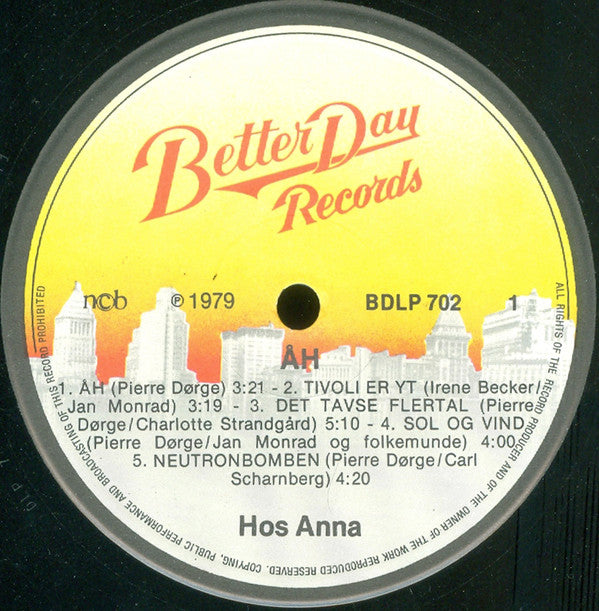 Better Day
Records
ncb
℗ 1979
BDLP 702
1
ÅH
1. ÅH (Pierre Dørge) 3:21 - 2. TIVOLI ER YT (Irene Becker/
Jan Monrad) 3:19 - 3. DET TAVSE FLERTAL (Pierre
Dørge/Charlotte Strandgård) 5:10 - 4. SOL OG VIND
(Pierre Dørge/Jan Monrad og folkemunde) 4:00
5. NEUTRONBOMBEN (Pierre Dørge/Carl
Scharnberg) 4:20
Hos Anna
ALL RIGHTS OF THE RECORD PRODUCER AND OF THE OWNER OF THE WORK REPRODUCED RESERVED. COPYING, PUBLIC PERFORMANCE AND BROADCASTING OF THIS RECORD PROHIBITED